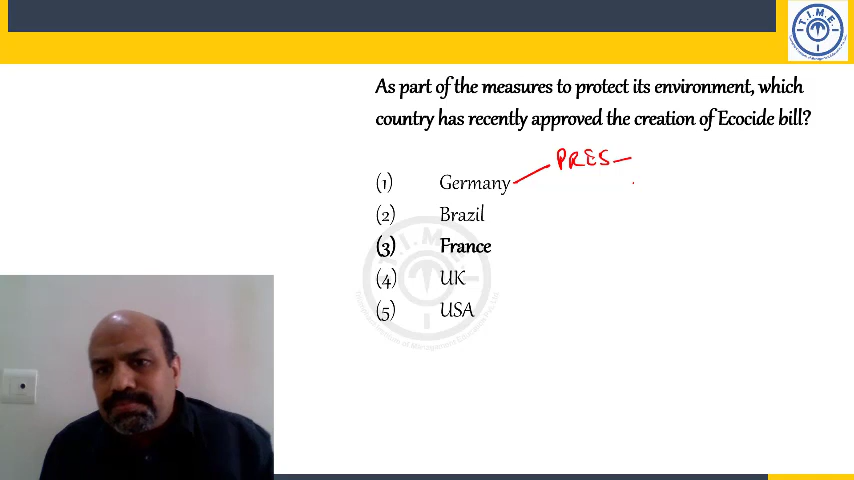 T.I.M.E.
As part of the measures to protect its environment, which
country has recently approved the creation of Ecocide bill?
PRES-
(1) Germany
(2) Brazil
(3) France
(4) UK
(5) USA
T.I.M.E.